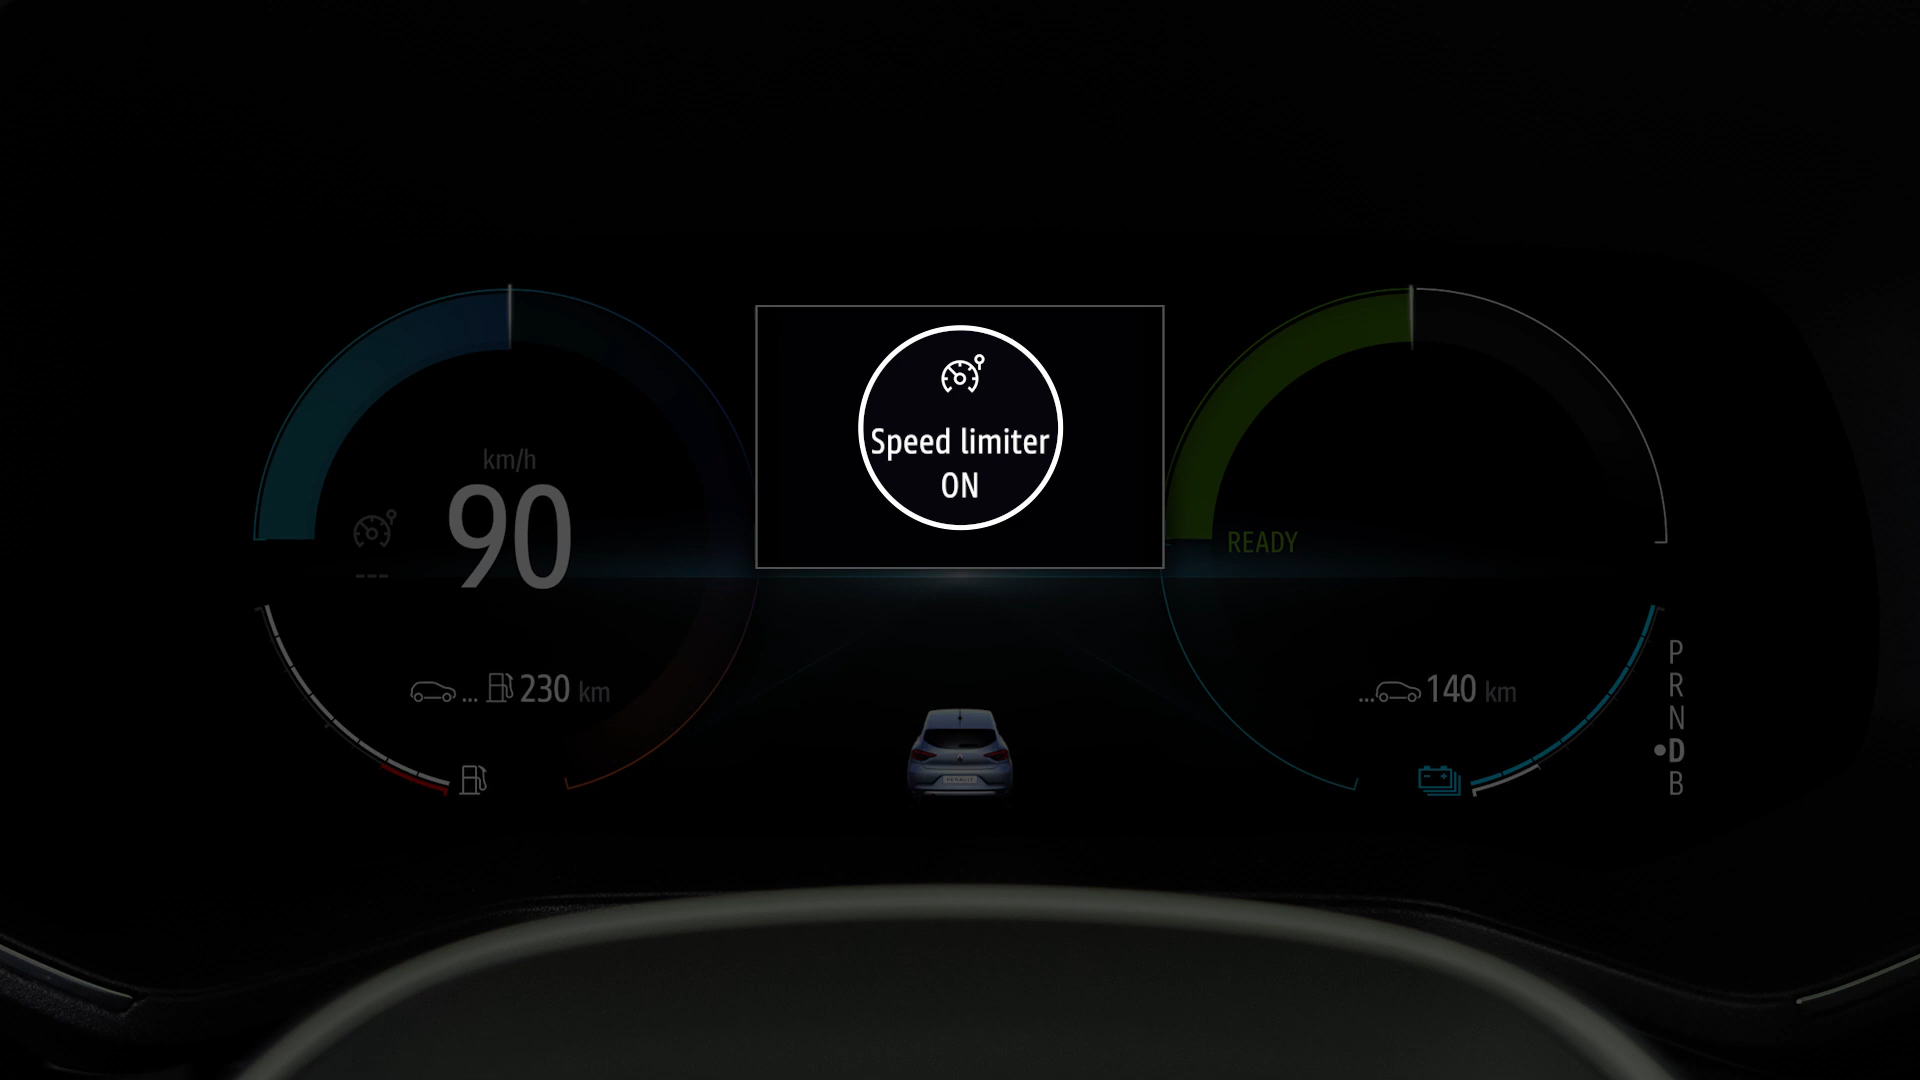 Speed limiter
ON
km/h
90
---
... 230 km
READY
...140 km
P
R
N
D
B